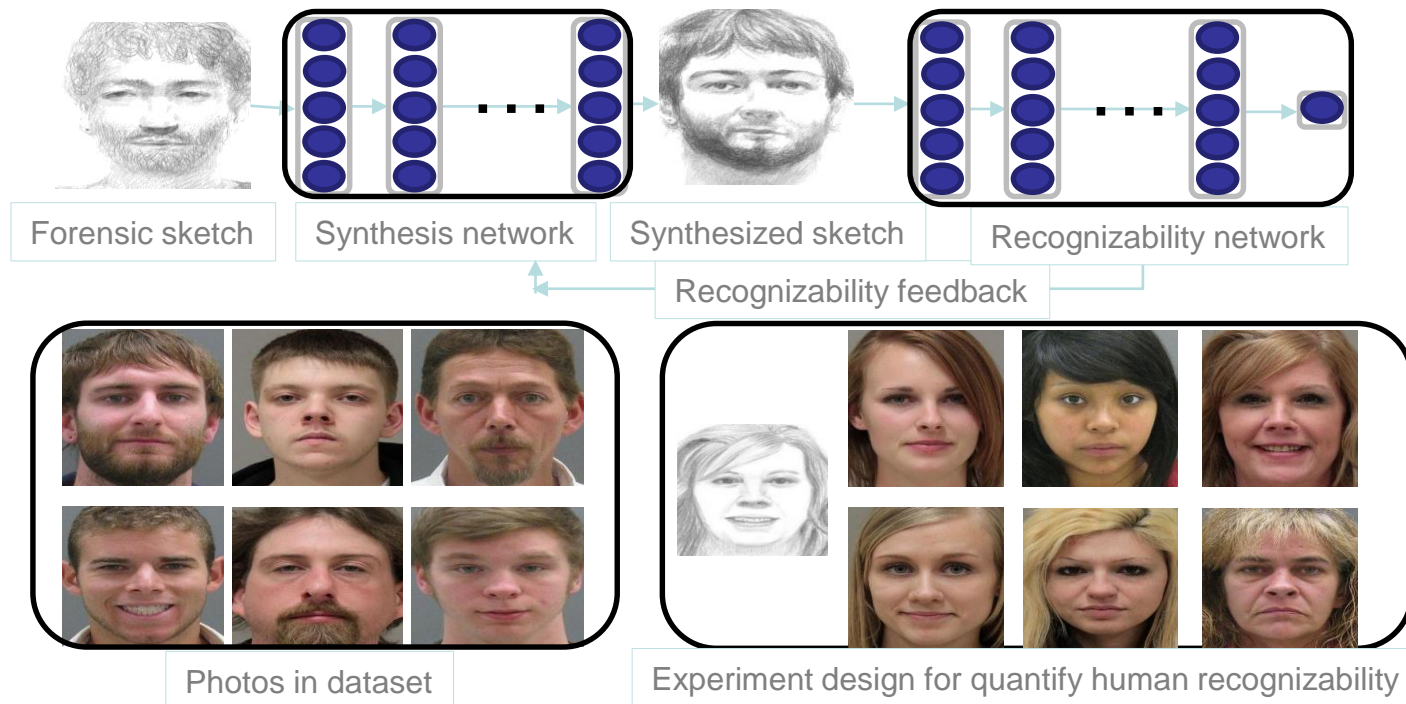 Forensic sketch
Synthesis network
Synthesized sketch
Recognizability network
Recognizability feedback
Photos in dataset
Experiment design for quantify human recognizability